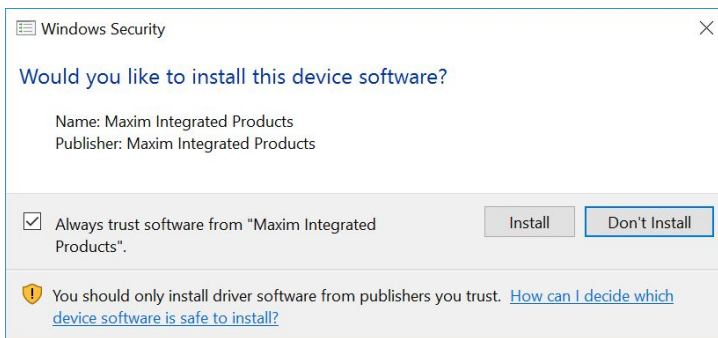 Windows Security
Would you like to install this device software?
Name: Maxim Integrated Products
Publisher: Maxim Integrated Products
Always trust software from "Maxim Integrated
Products".
Install
Don't Install
You should only install driver software from publishers you trust. How can I decide which
device software is safe to install?